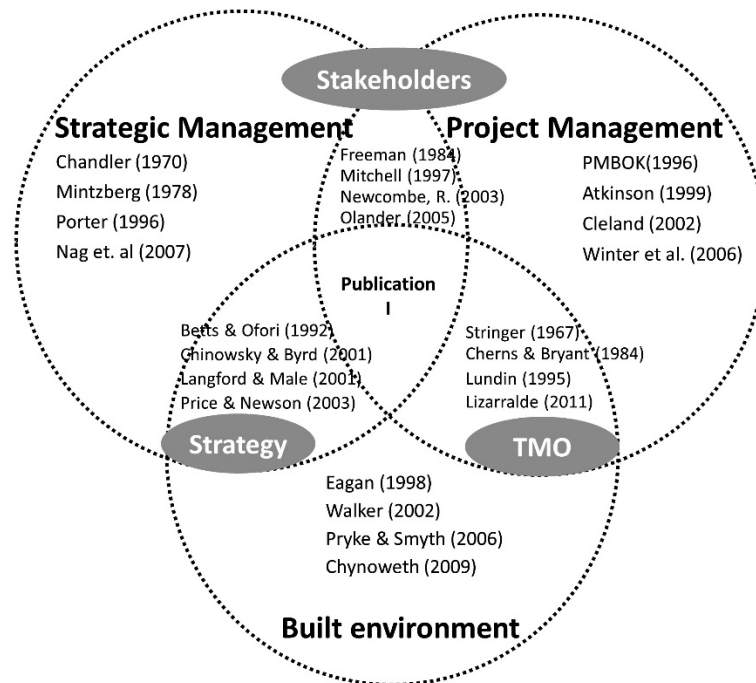 Stakeholders
Strategic Management
Project Management
Chandler (1970)
Mintzberg (1978)
Porter (1996)
Nag et. al (2007)
Freeman (1984)
Mitchell (1997)
Newcombe, R. (2003)
Olander (2005)
PMBOK(1996)
Atkinson (1999)
Cleland (2002)
Winter et al. (2006)
Publication
I
Betts & Ofori (1992)
Chinowsky & Byrd (2001)
Langford & Male (2001)
Price & Newson (2003)
Stringer (1967)
Cherns & Bryant (1984)
Lundin (1995)
Lizarralde (2011)
Strategy
TMO
Eagan (1998)
Walker (2002)
Pryke & Smyth (2006)
Chynoweth (2009)
Built environment